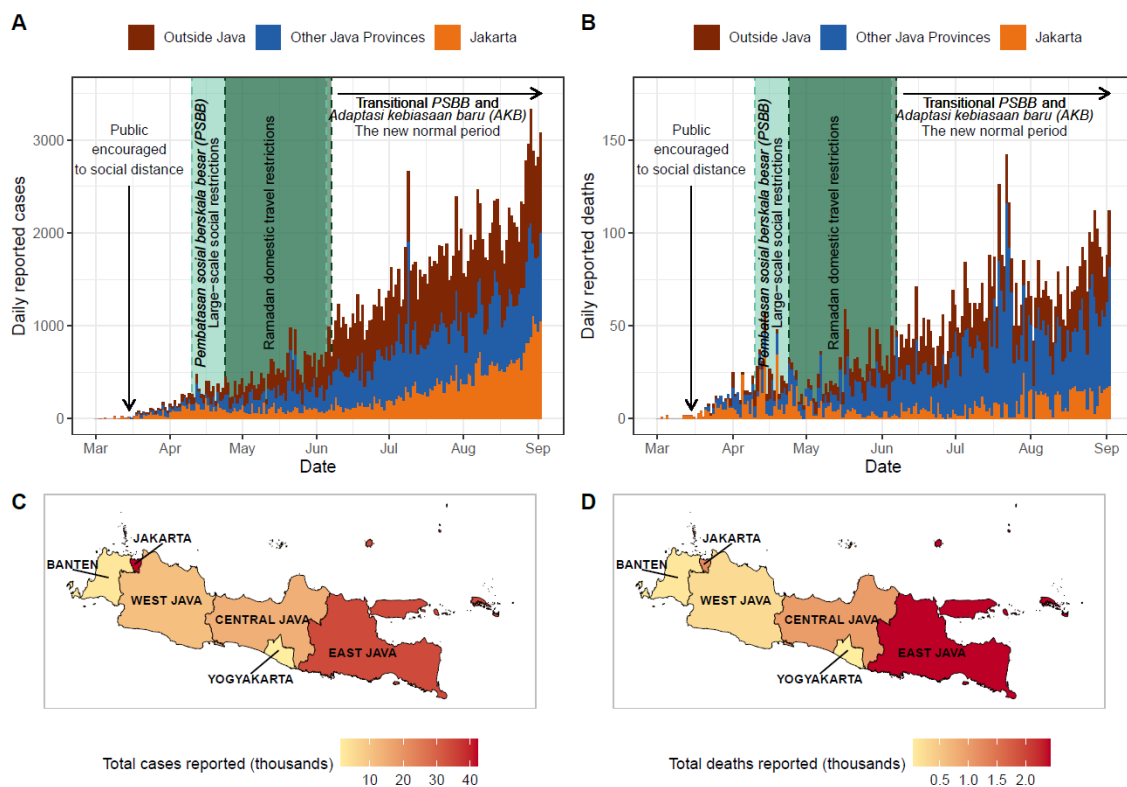 A
Outside Java Other Java Provinces Jakarta
Daily reported cases
3000
2000
1000
0
Public
encouraged
to social distance
Pembatasan sosial berskala besar (PSBB)
Large-scale social restrictions
Ramadan domestic travel restrictions
Transitional PSBB and
Adaptasi kebiasaan baru (AKB)
The new normal period
Mar Apr May Jun Jul Aug Sep
Date
B
Outside Java Other Java Provinces Jakarta
Daily reported deaths
150
100
50
0
Public
encouraged
to social distance
Pembatasan sosial berskala besar (PSBB)
Large-scale social restrictions
Ramadan domestic travel restrictions
Transitional PSBB and
Adaptasi kebiasaan baru (AKB)
The new normal period
Mar Apr May Jun Jul Aug Sep
Date
C
JAKARTA
BANTEN
WEST JAVA
CENTRAL JAVA
EAST JAVA
YOGYAKARTA
Total cases reported (thousands)
10 20 30 40
D
JAKARTA
BANTEN
WEST JAVA
CENTRAL JAVA
EAST JAVA
YOGYAKARTA
Total deaths reported (thousands)
0.5 1.0 1.5 2.0